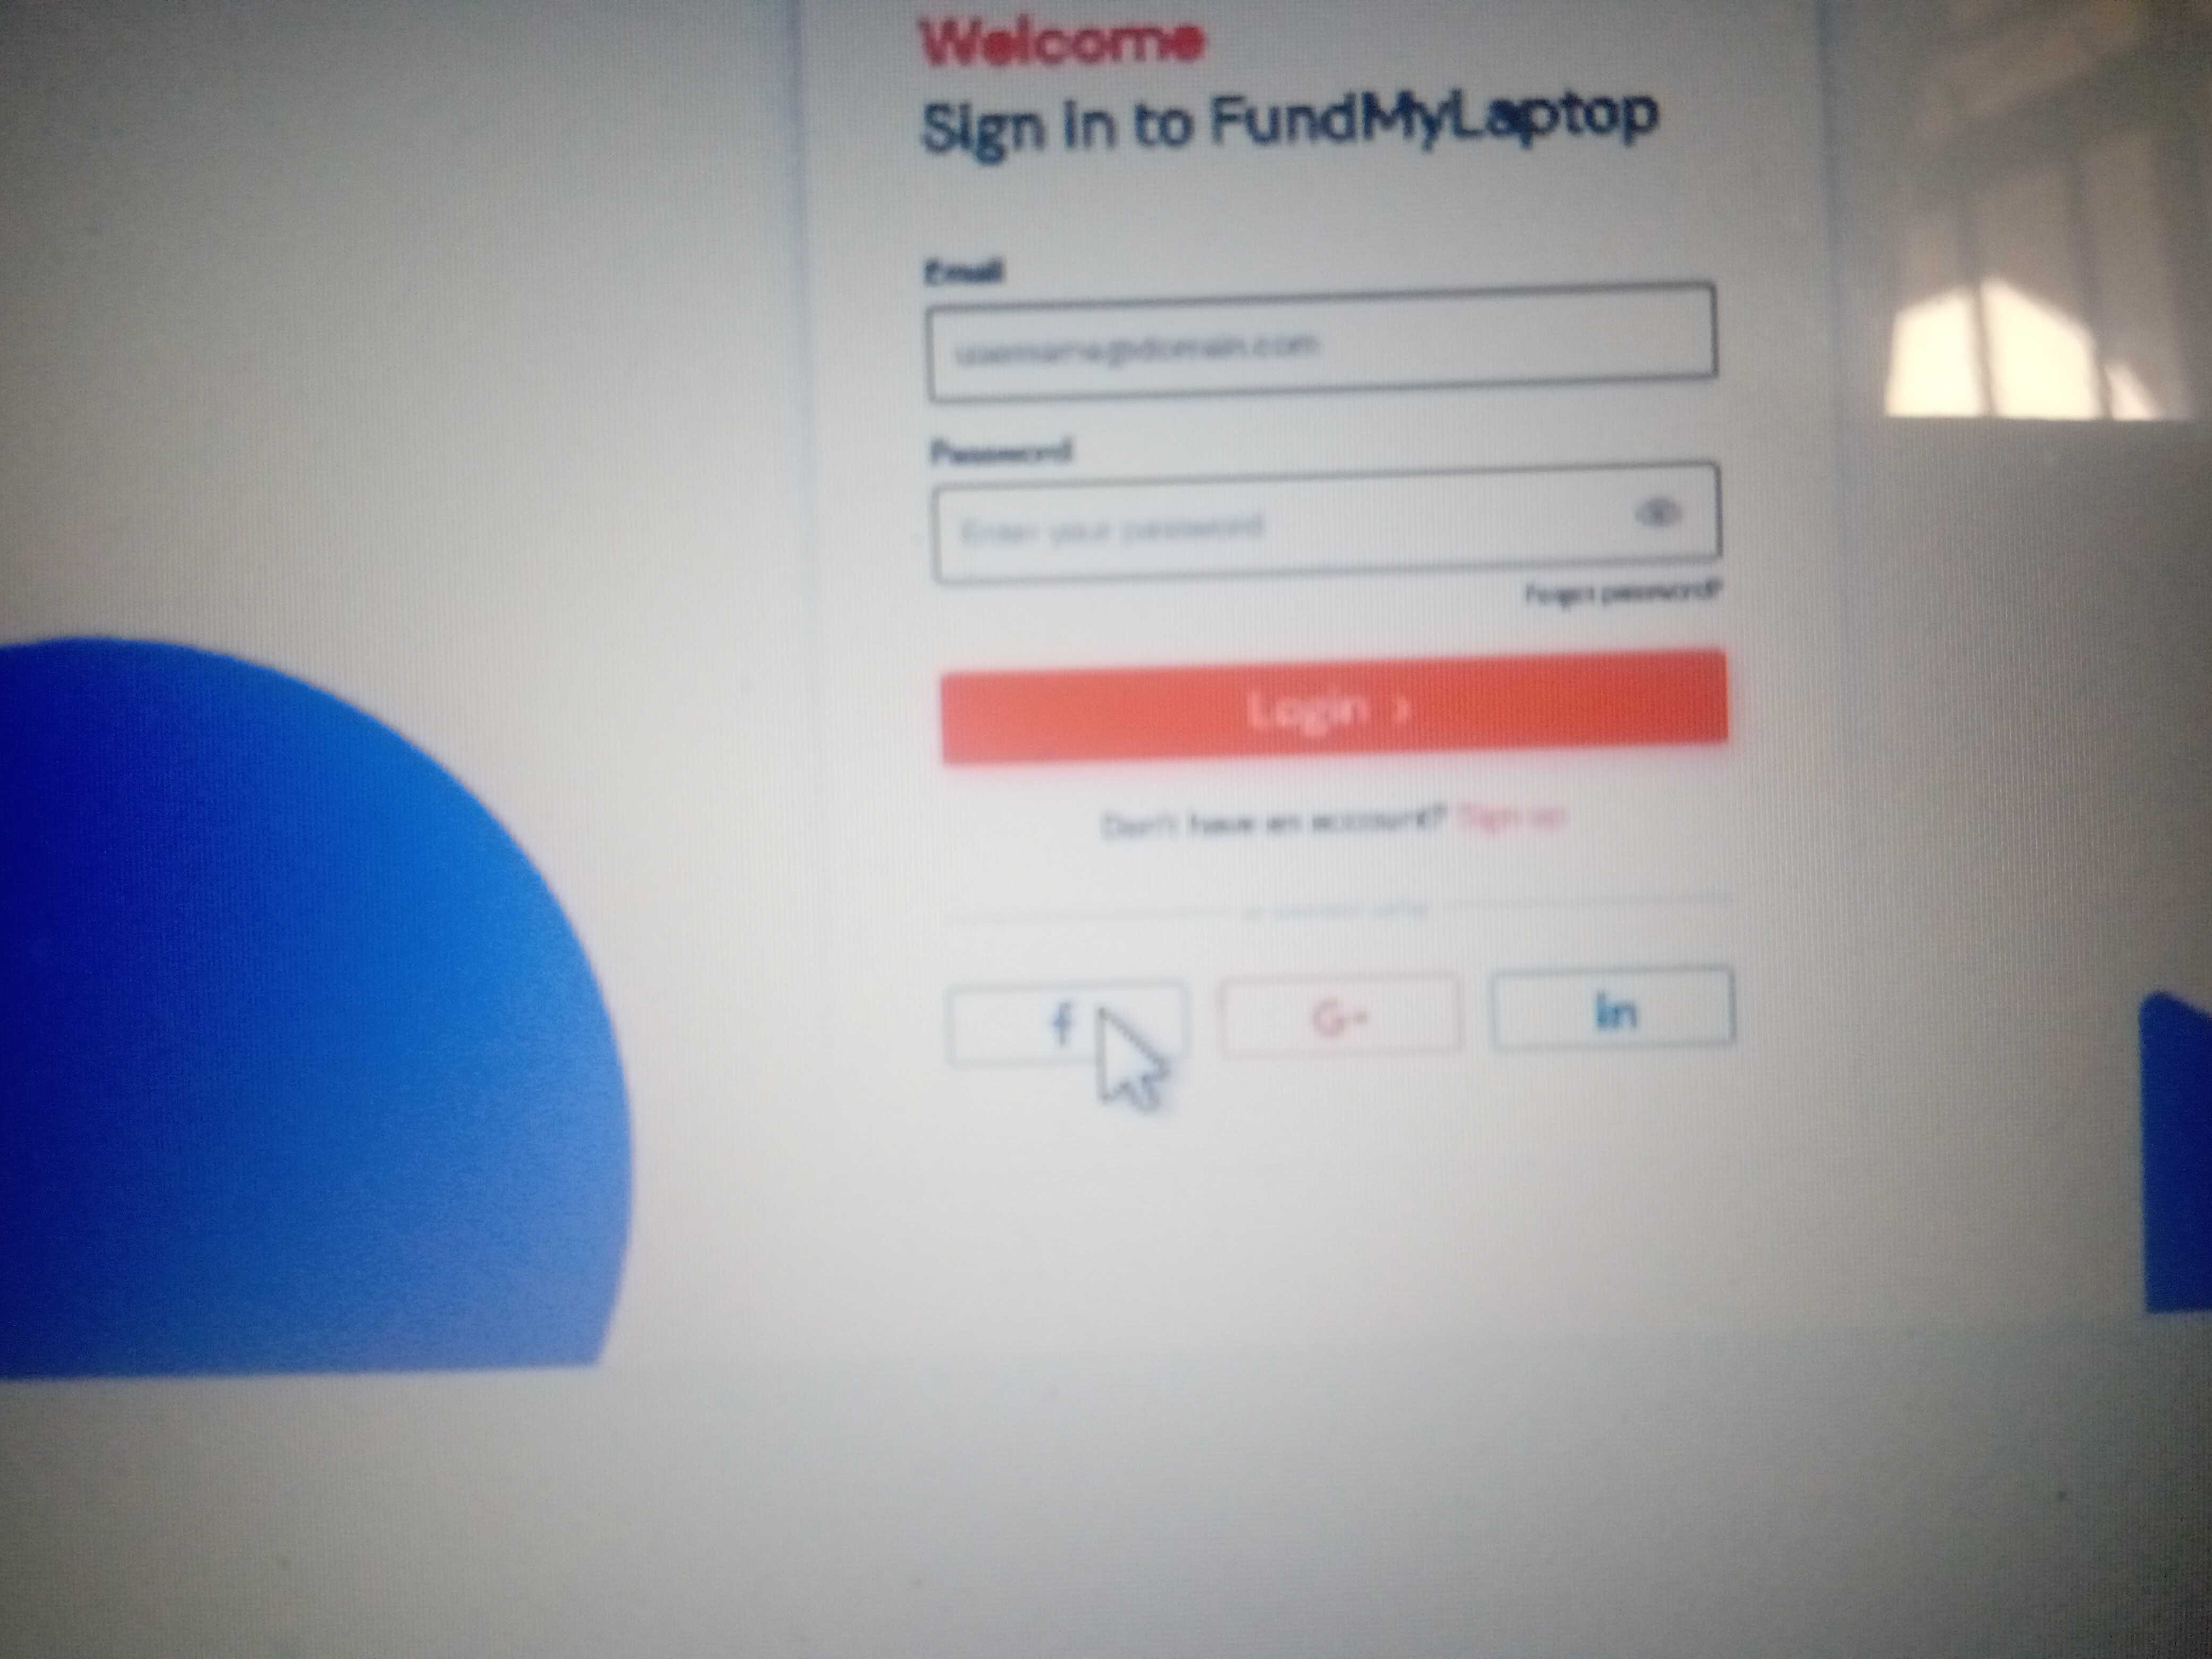 Welcome
Sign in to FundMyLaptop
Email
username@domain.com
Password
Enter your password
Forgot password?
Login >
Don't have an account? Sign up
f
G+
in